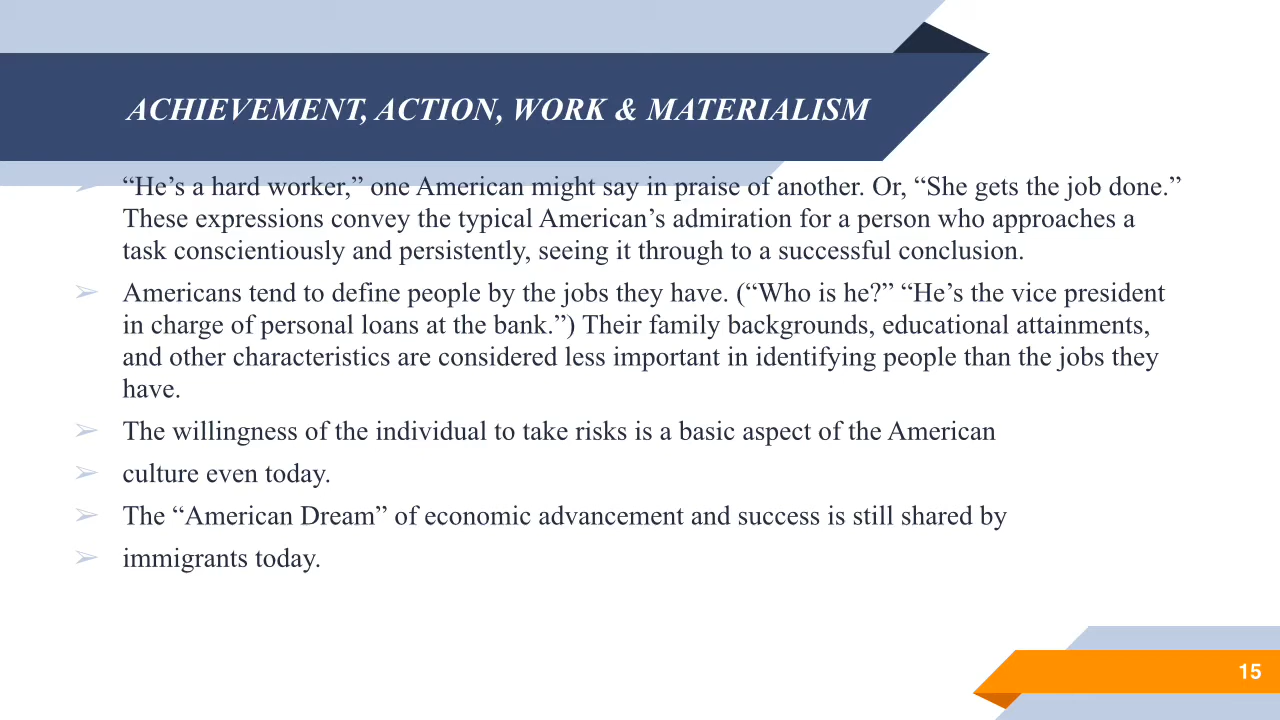 ACHIEVEMENT, ACTION, WORK & MATERIALISM
➢ “He’s a hard worker,” one American might say in praise of another. Or, “She gets the job done.”
These expressions convey the typical American’s admiration for a person who approaches a
task conscientiously and persistently, seeing it through to a successful conclusion.
➢ Americans tend to define people by the jobs they have. (“Who is he?” “He’s the vice president
in charge of personal loans at the bank.”) Their family backgrounds, educational attainments,
and other characteristics are considered less important in identifying people than the jobs they
have.
➢ The willingness of the individual to take risks is a basic aspect of the American
➢ culture even today.
➢ The “American Dream” of economic advancement and success is still shared by
➢ immigrants today.
15